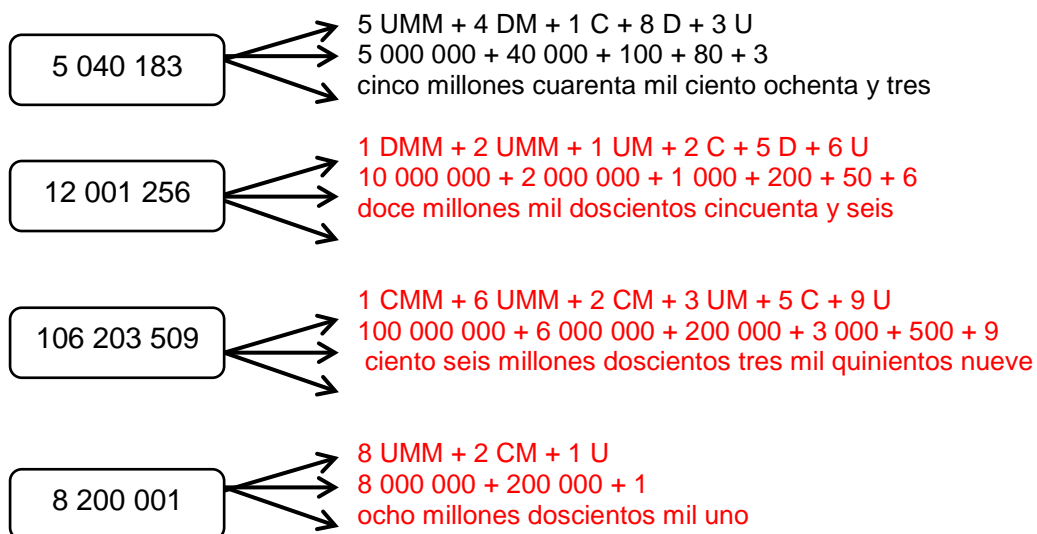 5 UMM + 4 DM + 1 C + 8 D + 3 U
5 040 183
5 000 000 + 40 000 + 100 + 80 + 3
cinco millones cuarenta mil ciento ochenta y tres
1 DMM + 2 UMM + 1 UM + 2 C + 5 D + 6 U
12 001 256
10 000 000 + 2 000 000 + 1 000 + 200 + 50 + 6
doce millones mil doscientos cincuenta y seis
1 CMM + 6 UMM + 2 CM + 3 UM + 5 C + 9 U
106 203 509
100 000 000 + 6 000 000 + 200 000 + 3 000 + 500 + 9
ciento seis millones doscientos tres mil quinientos nueve
8 UMM + 2 CM + 1 U
8 200 001
8 000 000 + 200 000 + 1
ocho millones doscientos mil uno